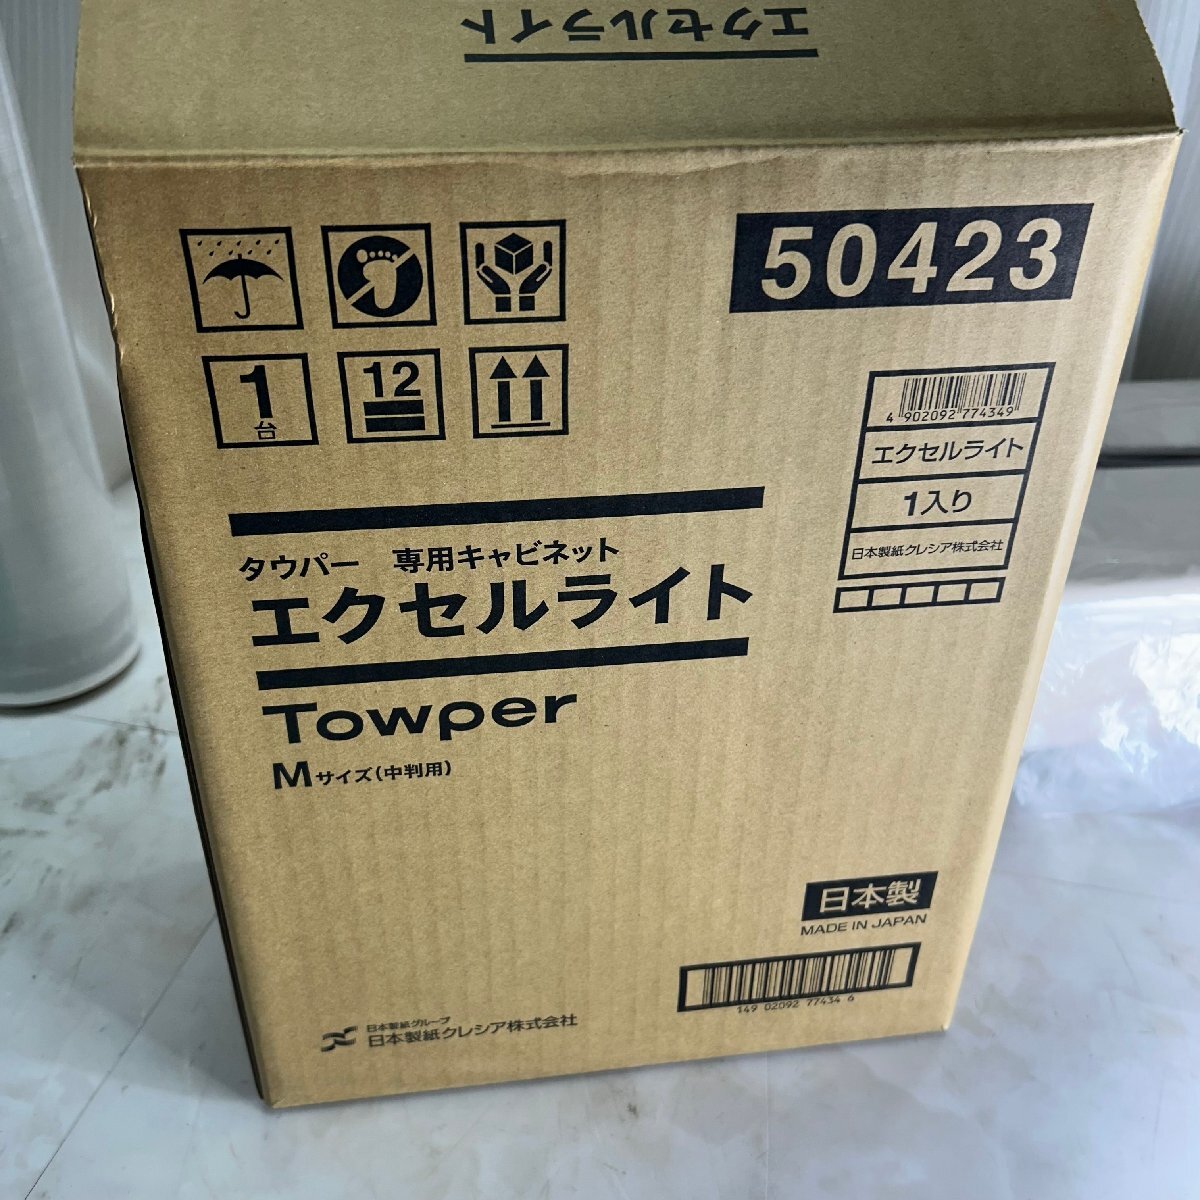 エクセルライト
50423
1
台
12
4 902092 774349
エクセルライト
1入り
日本製紙クレシア株式会社
タウパー 専用キャビネット
エクセルライト
Towper
Mサイズ(中判用)
日本製
MADE IN JAPAN
149 02092 77434 6
日本製紙グループ
日本製紙クレシア株式会社